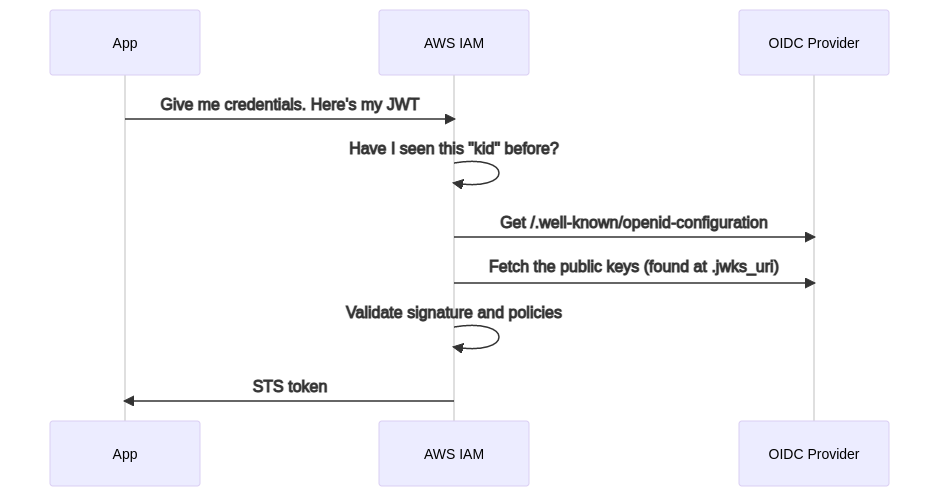 App
AWS IAM
OIDC Provider
Give me credentials. Here's my JWT
Have I seen this "kid" before?
Get /.well-known/openid-configuration
Fetch the public keys (found at .jwks_uri)
Validate signature and policies
STS token
App
AWS IAM
OIDC Provider